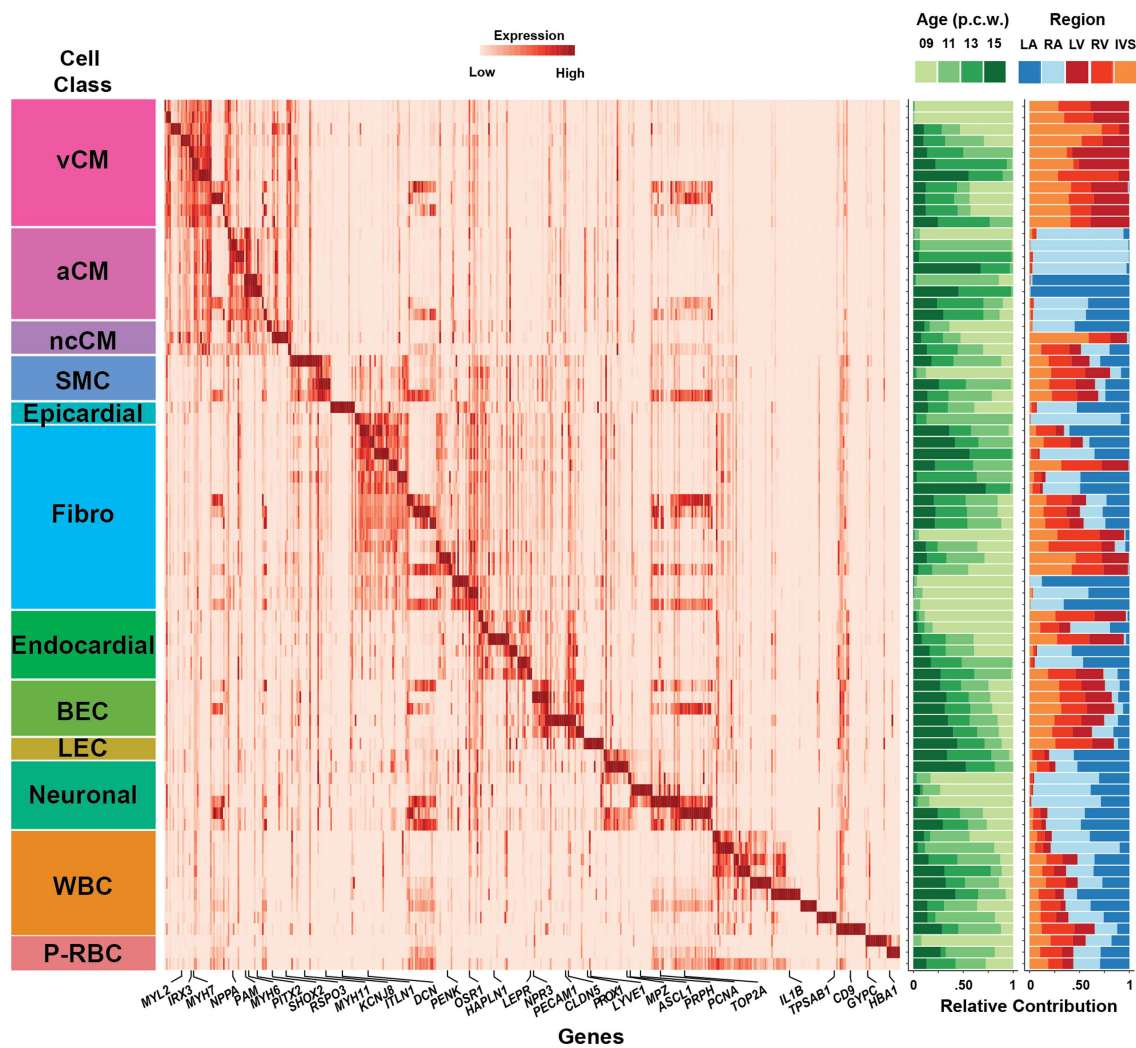 Cell
Class
Expression
Low High
Age (p.c.w.)
09 11 13 15
Region
LA RA LV RV IVS
vCM
aCM
ncCM
SMC
Epicardial
Fibro
Endocardial
BEC
LEC
Neuronal
WBC
P-RBC
MYL2
IRX3
MYH7
NPPA
PAM
MYH6
PITX2
SHOX2
RSPO3
MYH11
KCNJ8
ITLN1
DCN
PENK
OSR1
HAPLN1
LEPR
NPR3
PECAM1
CLDN5
PROX1
LYVE1
MPZ
ASCL1
PRPH
PCNA
TOP2A
IL1B
TPSAB1
CD9
GYPC
HBA1
Genes
0 .50 1
0 .50 1
Relative Contribution